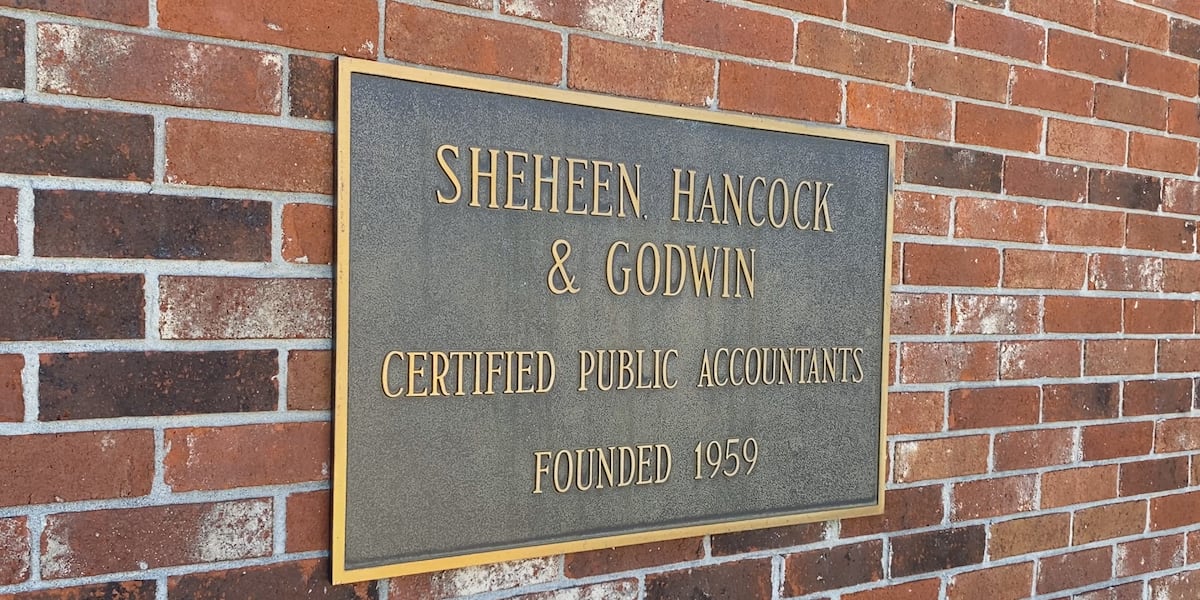 SHEHEEN, HANCOCK
& GODWIN
CERTIFIED PUBLIC ACCOUNTANTS
FOUNDED 1959